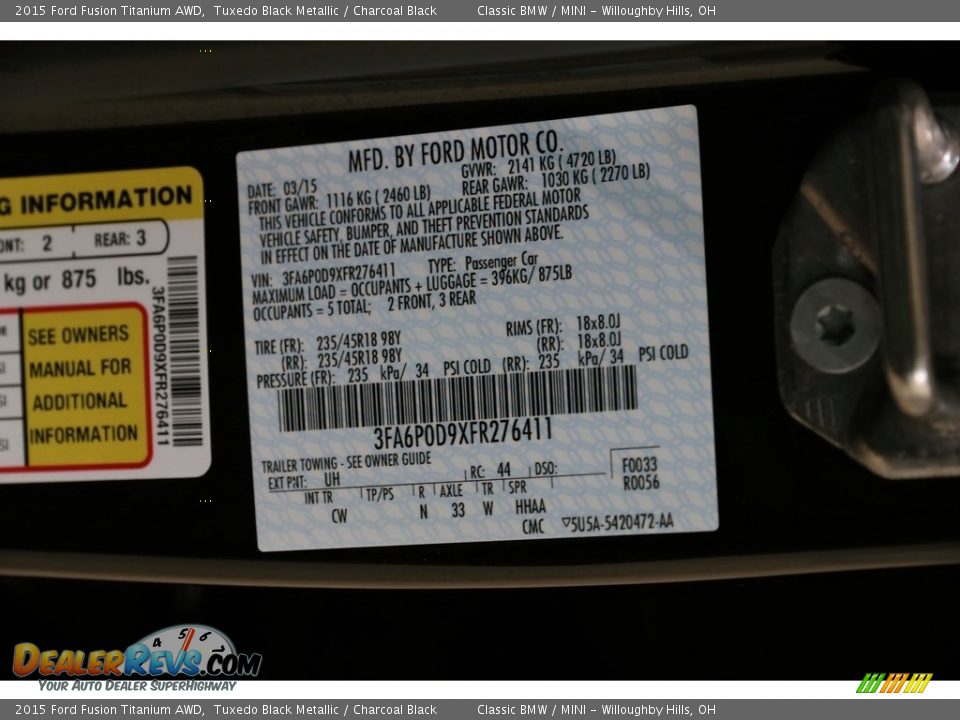 2015 Ford Fusion Titanium AWD, Tuxedo Black Metallic / Charcoal Black Classic BMW / MINI - Willoughby Hills, OH
G INFORMATION
ONT: 2 REAR: 3
kg or 875 lbs.
SEE OWNERS
MANUAL FOR
ADDITIONAL
INFORMATION
3FA6P0D9XFR276411
MFD. BY FORD MOTOR CO.
DATE: 03/15 GVWR: 2141 KG ( 4720 LB)
FRONT GAWR: 1116 KG ( 2460 LB) REAR GAWR: 1030 KG ( 2270 LB)
THIS VEHICLE CONFORMS TO ALL APPLICABLE FEDERAL MOTOR
VEHICLE SAFETY, BUMPER, AND THEFT PREVENTION STANDARDS
IN EFFECT ON THE DATE OF MANUFACTURE SHOWN ABOVE.
VIN: 3FA6P0D9XFR276411 TYPE: Passenger Car
MAXIMUM LOAD = OCCUPANTS + LUGGAGE = 396KG/ 875LB
OCCUPANTS = 5 TOTAL; 2 FRONT, 3 REAR
TIRE (FR): 235/45R18 98Y RIMS (FR): 18x8.0J
(RR): 235/45R18 98Y (RR): 18x8.0J
PRESSURE (FR): 235 kPa/ 34 PSI COLD (RR): 235 kPa/ 34 PSI COLD
3FA6P0D9XFR276411
TRAILER TOWING - SEE OWNER GUIDE
EXT PNT: UH RC: 44 DSO: F0033
INT TR TP/PS R AXLE TR SPR R0056
CW N 33 W HHAA
CMC ▽5U5A-5420472-AA
4 5 6
DEALERREVS.COM
YOUR AUTO DEALER SUPERHIGHWAY
2015 Ford Fusion Titanium AWD, Tuxedo Black Metallic / Charcoal Black Classic BMW / MINI - Willoughby Hills, OH